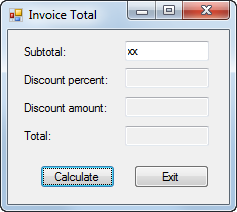 Invoice Total
Subtotal: xx
Discount percent:
Discount amount:
Total:
Calculate Exit